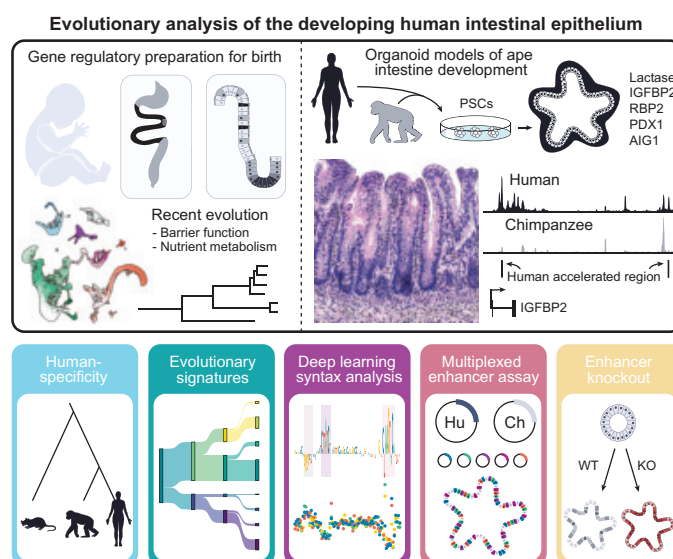 Evolutionary analysis of the developing human intestinal epithelium
Gene regulatory preparation for birth
Recent evolution
- Barrier function
- Nutrient metabolism
Organoid models of ape
intestine development
PSCs
Lactase
IGFBP2
RBP2
PDX1
AIG1
Human
Chimpanzee
Human accelerated region
IGFBP2
Human-
specificity
Evolutionary
signatures
Deep learning
syntax analysis
Multiplexed
enhancer assay
Hu
Ch
Enhancer
knockout
WT
KO